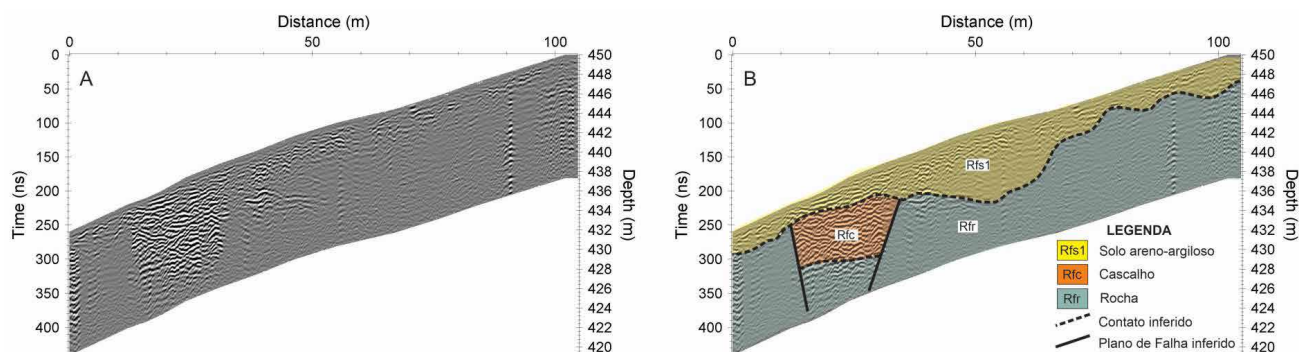 Distance (m)
0 50 100
A
Time (ns)
0
50
100
150
200
250
300
350
400
450
448
446
444
442
440
438
436
434
432
430
428
426
424
422
420
Depth (m)
Distance (m)
0 50 100
B
Time (ns)
0
50
100
150
200
250
300
350
400
450
448
446
444
442
440
438
436
434
432
430
428
426
424
422
420
Depth (m)
Rfs1
Rfc
Rfr
LEGENDA
Rfs1 Solo areno-argiloso
Rfc Cascalho
Rfr Rocha
Contato inferido
Plano de Falha inferido